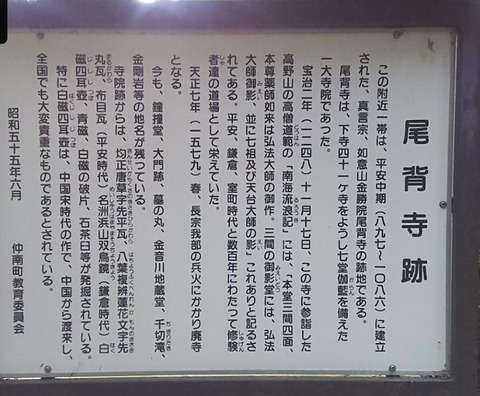 尾背寺跡
この附近一帯は、平安中期（八九七～一〇八六）に建立
された、真言宗、如意山金勝院尾背寺の跡地である。
尾背寺は、下寺四十一ケ寺をようし七堂伽藍を備えた
一大寺院であった。
宝治二年（一二四八）十一月十七日、この寺に参詣した
高野山の高僧道範の、「南海流浪記」には、「本堂三間四面、
本尊薬師如来は弘法大師の御作。三間の御影堂には、弘法
大師御影、並に七祖及び天台大師の影」これありと記るさ
れてある。平安、鎌倉、室町時代と数百年にわたつて修験
者達の道場として栄えていた。
天正七年（一五七九）春、長宗我部の兵火にかかり廃寺
となる。
今も、鐘撞堂、大門跡、墓の丸、金音川地蔵堂、千切滝、
金剛岩等の地名が残っている。
寺院跡からは、均正唐草字先平瓦、八葉複辨蓮花文字先
丸瓦、布目瓦（平安時代）名洲浜山双鳥鏡（鎌倉時代）白
磁四耳壺、青磁、白磁の破片、石茶臼等が発掘されている。
特に白磁四耳壺は、中国宋時代の作で、中国から渡来し、
全国でも大変貴重なものであるとされている。
昭和五十五年六月　仲南町教育委員会